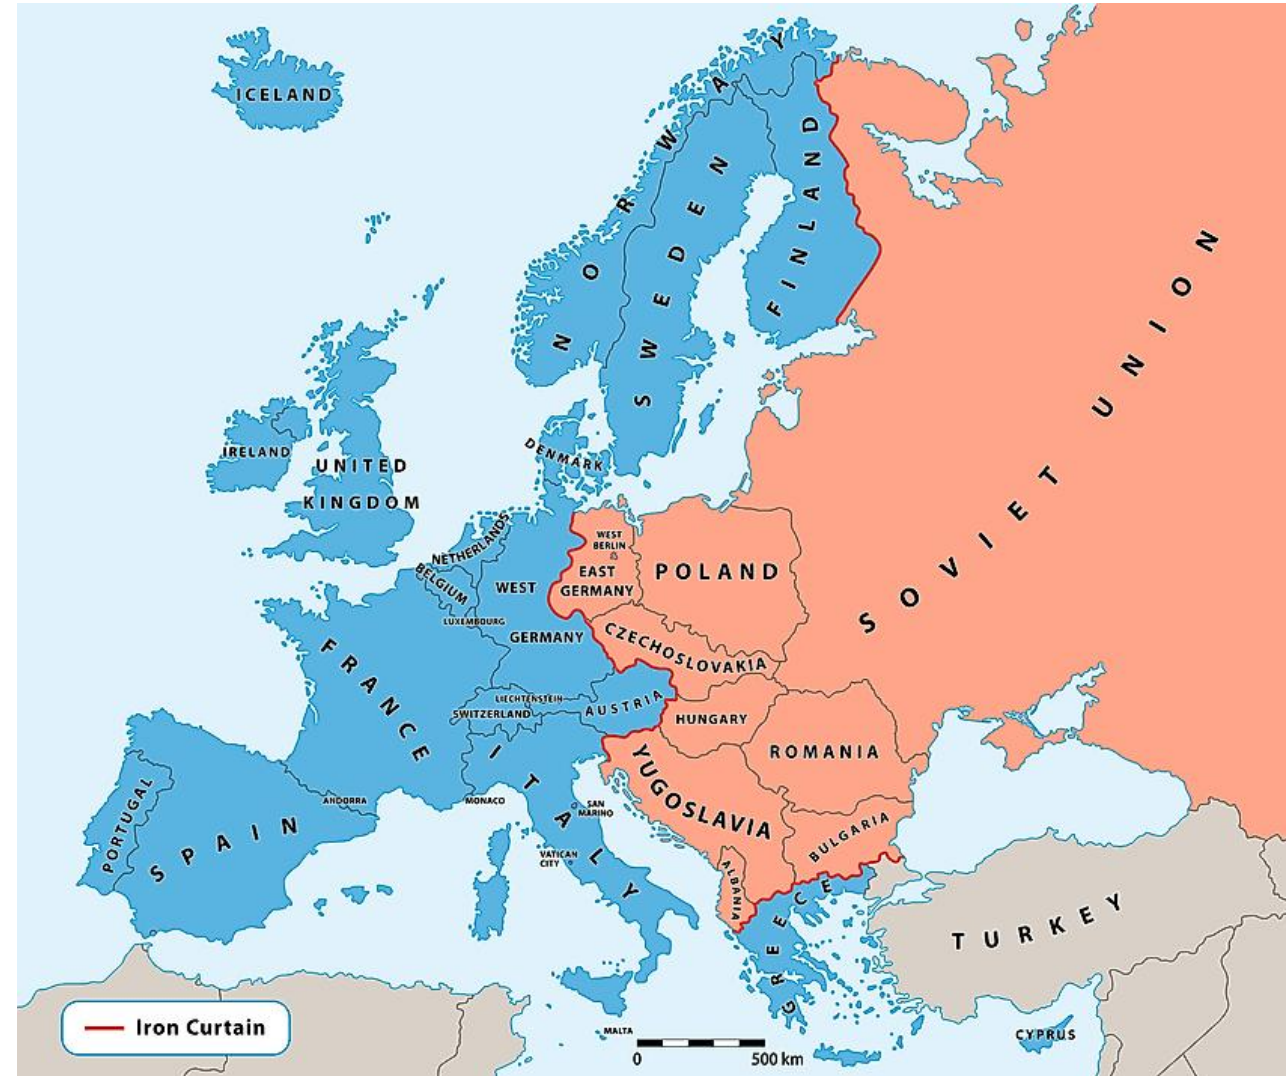 ICELAND
NORWAY
SWEDEN
FINLAND
SOVIET UNION
IRELAND
UNITED
KINGDOM
DENMARK
NETHERLANDS
BELGIUM
LUXEMBOURG
WEST
GERMANY
WEST
BERLIN
EAST
GERMANY
POLAND
CZECHOSLOVAKIA
FRANCE
LIECHTENSTEIN
SWITZERLAND
AUSTRIA
HUNGARY
ROMANIA
YUGOSLAVIA
BULGARIA
ALBANIA
ITALY
SAN
MARINO
VATICAN
CITY
MONACO
ANDORRA
PORTUGAL
SPAIN
GREECE
TURKEY
CYPRUS
MALTA
Iron Curtain
0 500 km